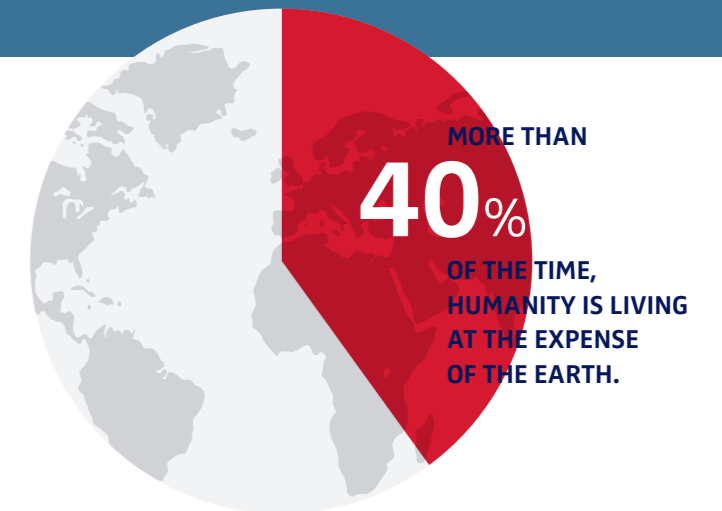 MORE THAN
40%
OF THE TIME,
HUMANITY IS LIVING
AT THE EXPENSE
OF THE EARTH.